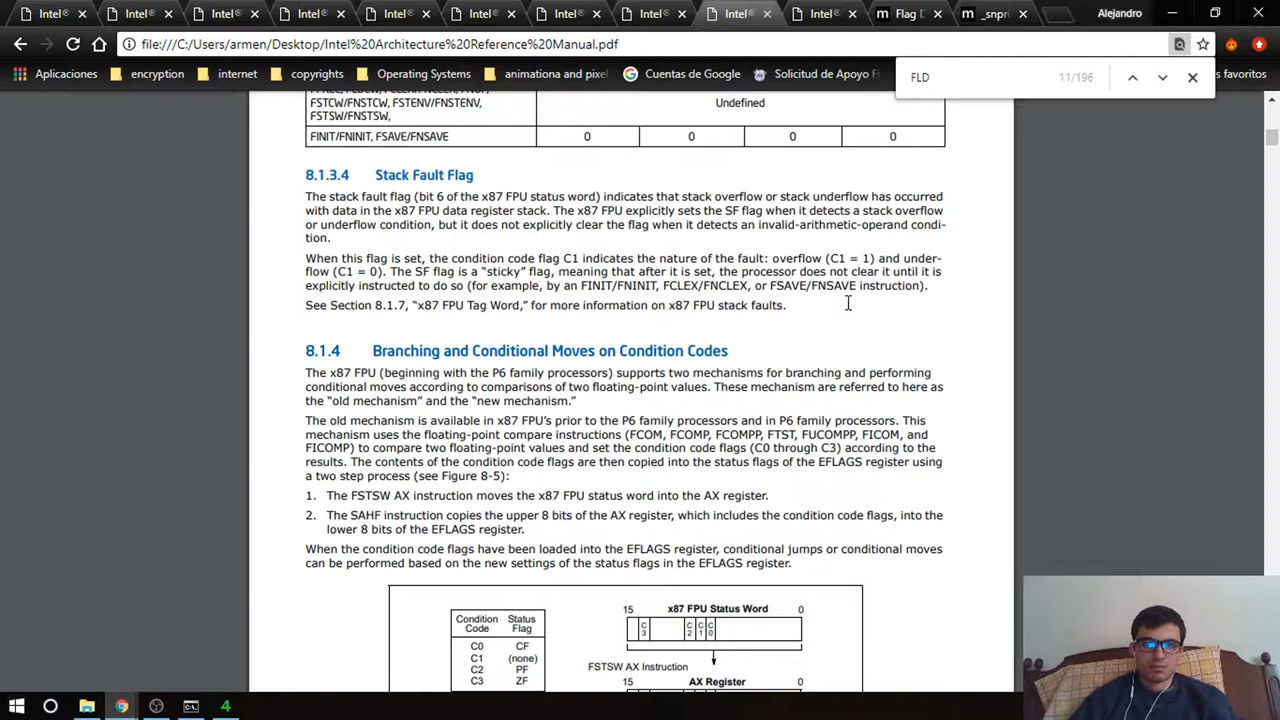 Intel® Intel® Intel® Intel® Intel® Intel® Intel® Intel® Intel® Intel® Flag D _snpri Alejandro
file:///C:/Users/armen/Desktop/Intel%20Architecture%20Reference%20Manual.pdf
Aplicaciones encryption internet copyrights Operating Systems animationa and pixel Cuentas de Google Solicitud de Apoyo F s favoritos
FLD 11/196
FSTCW/FNSTCW, FSTENV/FNSTENV,
FSTSW/FNSTSW,
Undefined
FINIT/FNINIT, FSAVE/FNSAVE 0 0 0 0
8.1.3.4 Stack Fault Flag
The stack fault flag (bit 6 of the x87 FPU status word) indicates that stack overflow or stack underflow has occurred
with data in the x87 FPU data register stack. The x87 FPU explicitly sets the SF flag when it detects a stack overflow
or underflow condition, but it does not explicitly clear the flag when it detects an invalid-arithmetic-operand condi-
tion.
When this flag is set, the condition code flag C1 indicates the nature of the fault: overflow (C1 = 1) and under-
flow (C1 = 0). The SF flag is a “sticky” flag, meaning that after it is set, the processor does not clear it until it is
explicitly instructed to do so (for example, by an FINIT/FNINIT, FCLEX/FNCLEX, or FSAVE/FNSAVE instruction).
See Section 8.1.7, “x87 FPU Tag Word,” for more information on x87 FPU stack faults.
8.1.4 Branching and Conditional Moves on Condition Codes
The x87 FPU (beginning with the P6 family processors) supports two mechanisms for branching and performing
conditional moves according to comparisons of two floating-point values. These mechanism are referred to here as
the “old mechanism” and the “new mechanism.”
The old mechanism is available in x87 FPU’s prior to the P6 family processors and in P6 family processors. This
mechanism uses the floating-point compare instructions (FCOM, FCOMP, FCOMPP, FTST, FUCOMPP, FICOM, and
FICOMP) to compare two floating-point values and set the condition code flags (C0 through C3) according to the
results. The contents of the condition code flags are then copied into the status flags of the EFLAGS register using
a two step process (see Figure 8-5):
1. The FSTSW AX instruction moves the x87 FPU status word into the AX register.
2. The SAHF instruction copies the upper 8 bits of the AX register, which includes the condition code flags, into the
lower 8 bits of the EFLAGS register.
When the condition code flags have been loaded into the EFLAGS register, conditional jumps or conditional moves
can be performed based on the new settings of the status flags in the EFLAGS register.
15 x87 FPU Status Word 0
Condition Status
Code Flag
C3 C2 C1 C0
C0 CF
C1 (none)
C2 PF
C3 ZF
FSTSW AX Instruction
15 AX Register 0
4